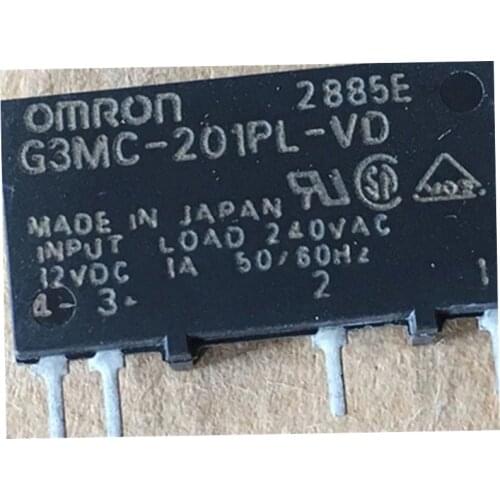 omron 2885E
G3MC-201PL-VD
MADE IN JAPAN
INPUT LOAD 240VAC
12VDC 1A 50/60Hz
4- 3+ 2 1